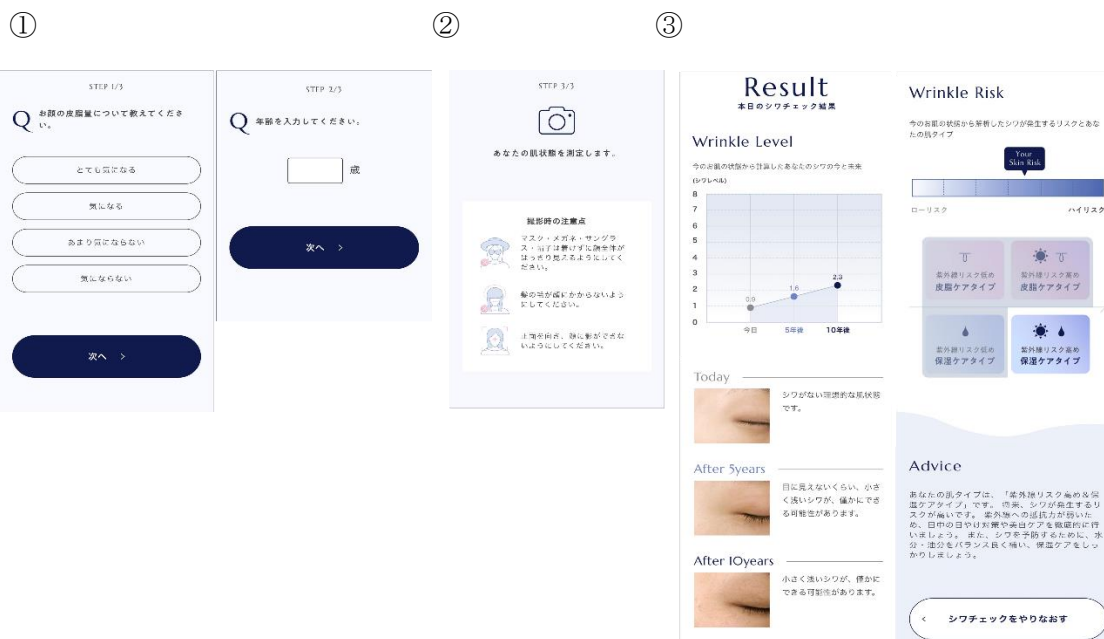 ①
②
③
STEP 1/3
Q お顔の皮脂量について教えてくださ
い。
とても気になる
気になる
あまり気にならない
気にならない
次へ >
STEP 2/3
Q 年齢を入力してください。
歳
次へ >
STEP 3/3
あなたの肌状態を測定します。
撮影時の注意点
マスク・メガネ・サングラ
ス・帽子は着けずに顔全体が
はっきり見えるようにしてく
ださい。
髪の毛が顔にかからないよう
にしてください。
正面を向き、顔に影ができな
いようにしてください。
Result
本日のシワチェック結果
Wrinkle Level
今のお肌の状態から計算したあなたのシワの今と未来
(シワレベル)
8
7
6
5
4
3
2
1
0
0.9
1.6
2.3
今日
5年後
10年後
Today
シワがない理想的な肌状態
です。
After 5years
目に見えないくらい、小さ
く浅いシワが、僅かにでき
る可能性があります。
After 10years
小さく浅いシワが、僅かに
できる可能性があります。
Wrinkle Risk
今のお肌の状態から解析したシワが発生するリスクとあな
たの肌タイプ
Your
Skin Risk
ローリスク
ハイリスク
紫外線リスク低め
皮脂ケアタイプ
紫外線リスク高め
皮脂ケアタイプ
紫外線リスク低め
保湿ケアタイプ
紫外線リスク高め
保湿ケアタイプ
Advice
あなたの肌タイプは、「紫外線リスク高め&保
湿ケアタイプ」です。 将来、シワが発生するリ
スクが高いです。 紫外線への抵抗力が弱いた
め、日中の日やけ対策や美白ケアを徹底的に行
いましょう。 また、シワを予防するために、水
分・油分をバランス良く補い、保湿ケアをしっ
かりしましょう。
< シワチェックをやりなおす